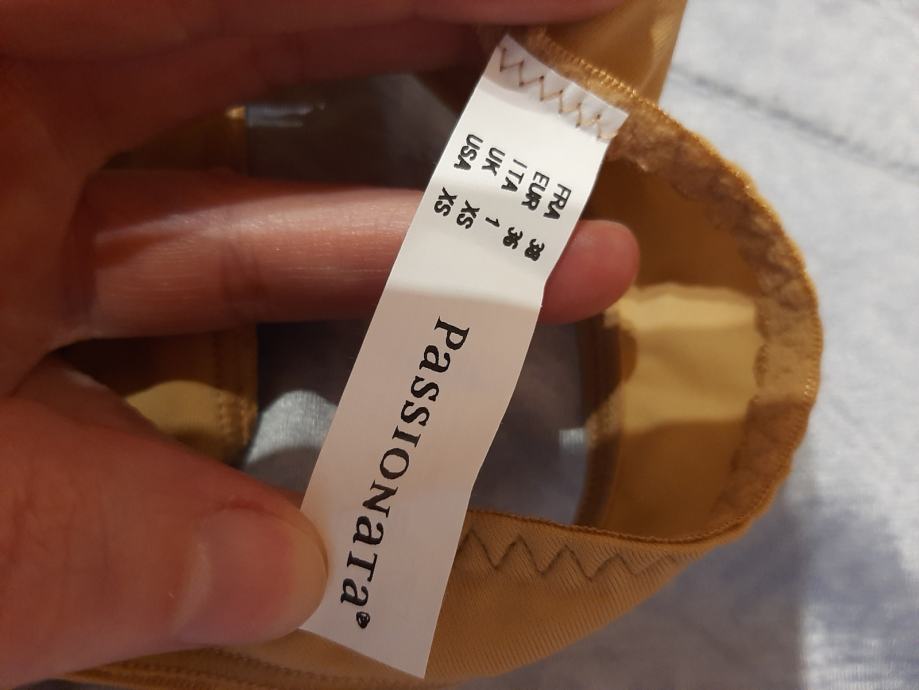 FRA 38
EUR 36
ITA 1
UK XS
USA XS
PaSSIONaTa®